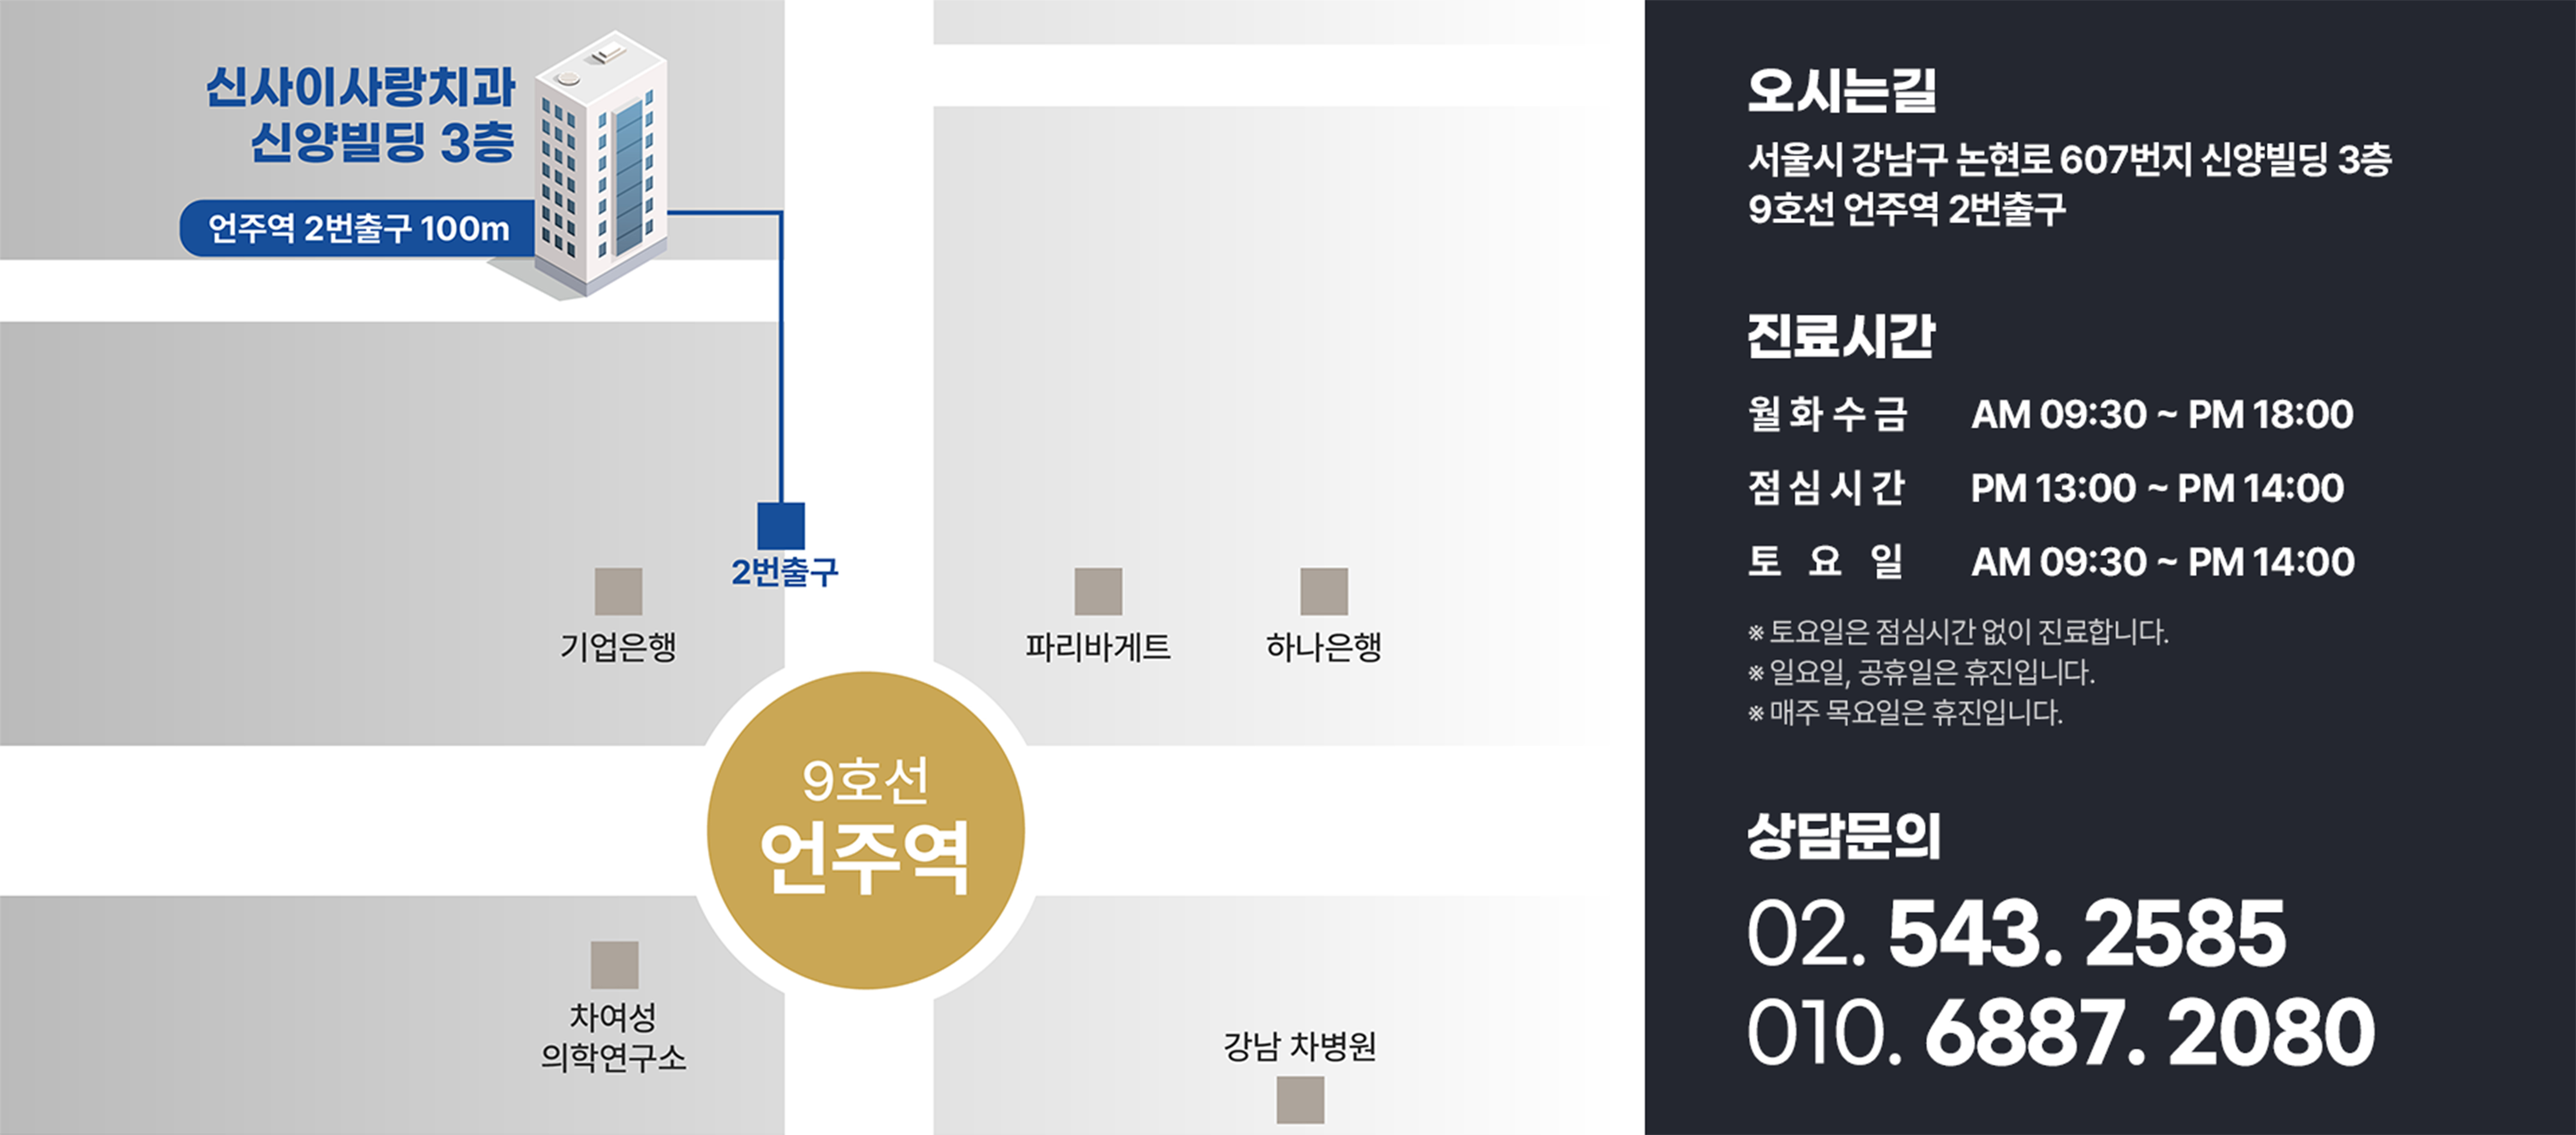 신사이사랑치과
신양빌딩 3층
언주역 2번출구 100m
2번출구
기업은행
파리바게트
하나은행
9호선
언주역
차여성
의학연구소
강남 차병원
오시는길
서울시 강남구 논현로 607번지 신양빌딩 3층
9호선 언주역 2번출구
진료시간
월화수금 AM 09:30 ~ PM 18:00
점심시간 PM 13:00 ~ PM 14:00
토요일 AM 09:30 ~ PM 14:00
※ 토요일은 점심시간 없이 진료합니다.
※ 일요일, 공휴일은 휴진입니다.
※ 매주 목요일은 휴진입니다.
상담문의
02. 543. 2585
010. 6887. 2080